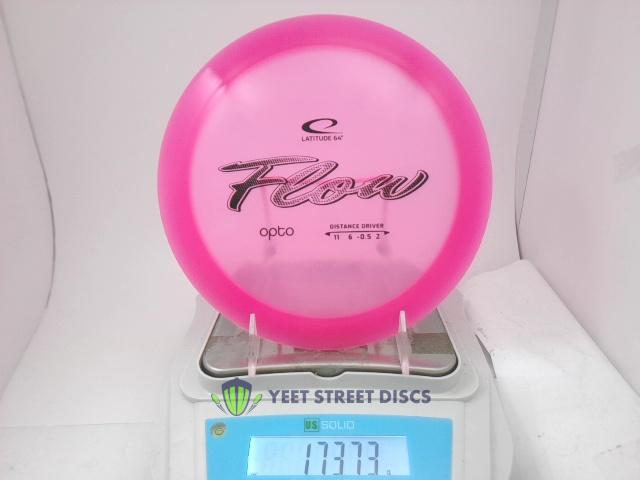 LATITUDE 64°
Flow
opto
DISTANCE DRIVER
11 6 -0.5 2
YEET STREET DISCS
US SOLID
173.73 g